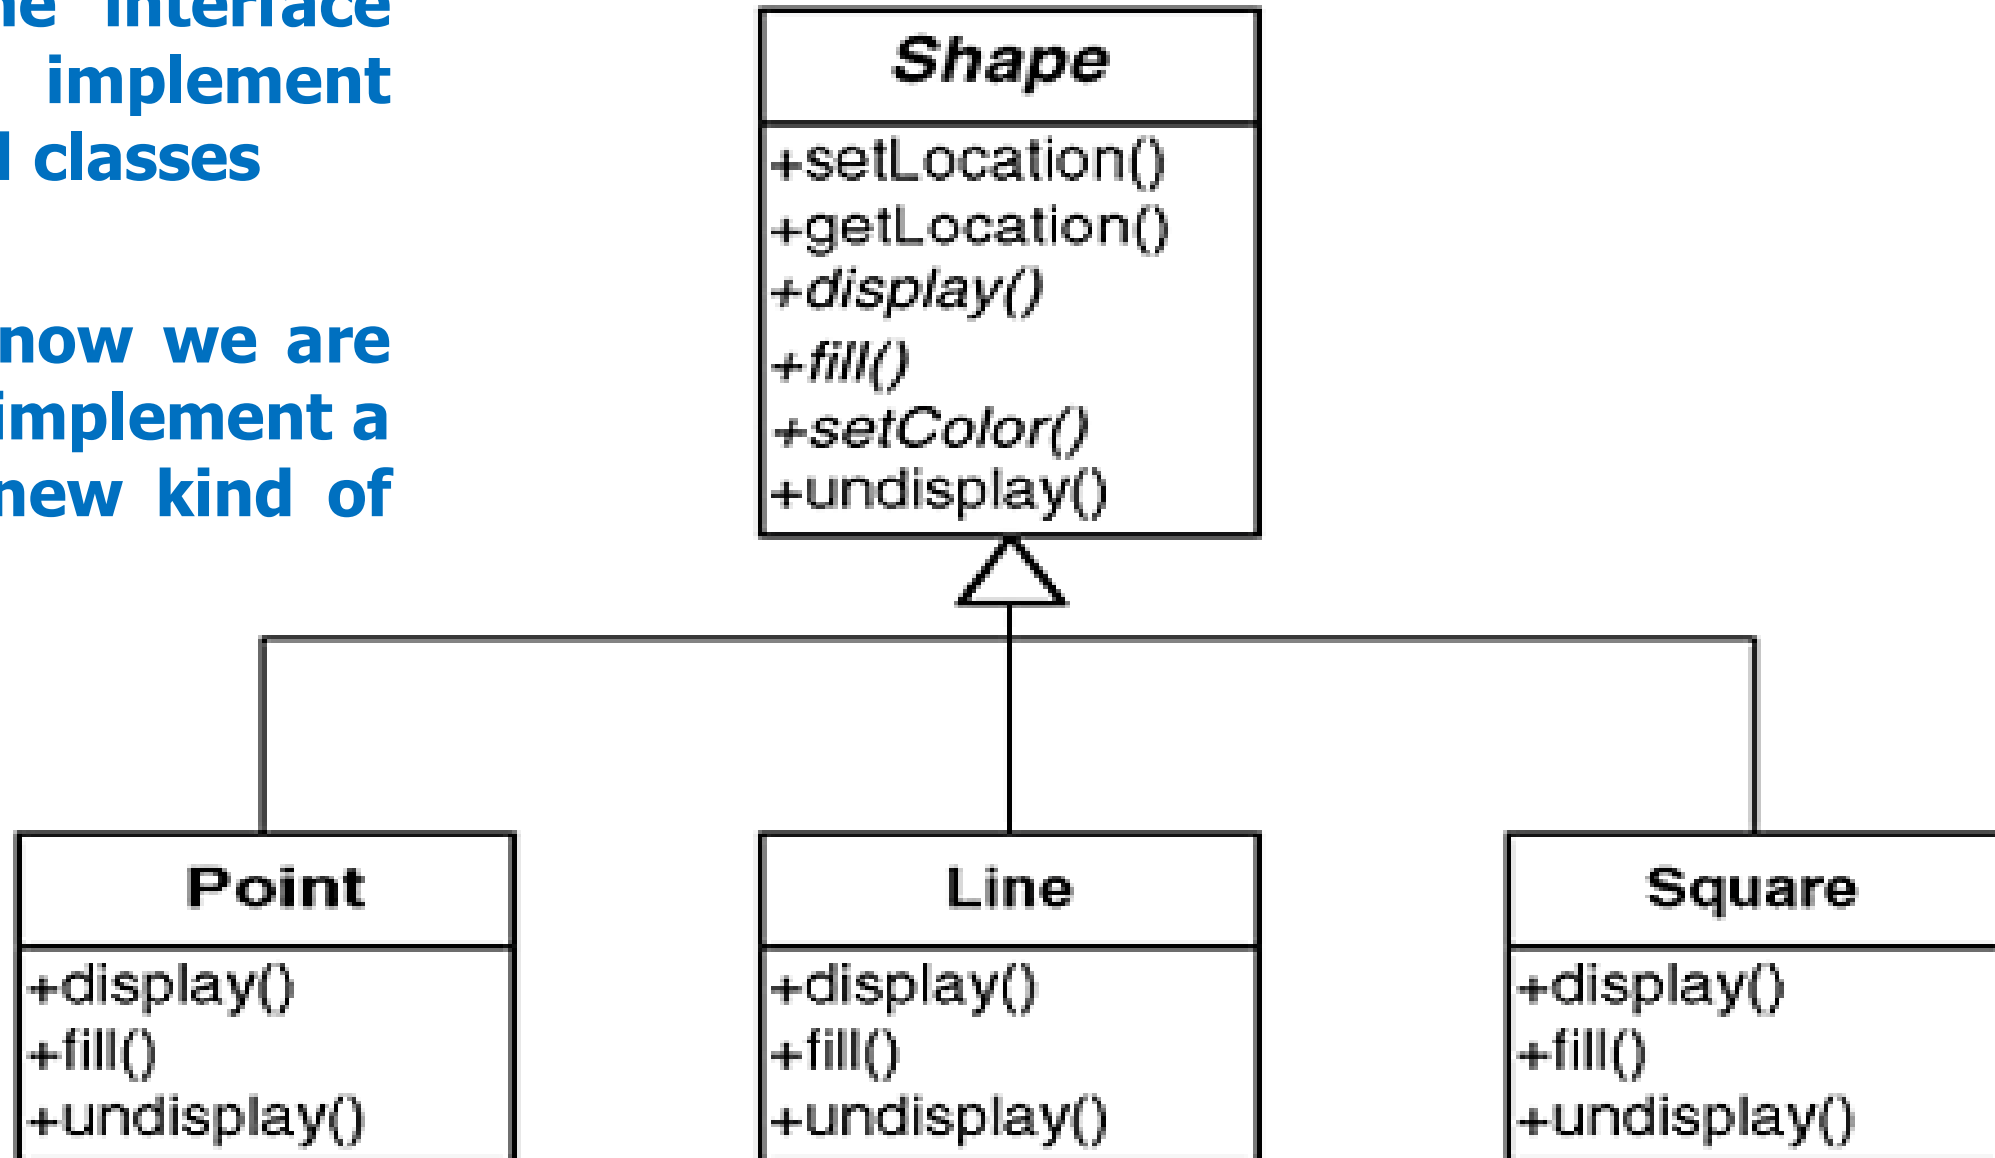 interface
implement
classes
now we are
implement a
new kind of
Shape
+setLocation()
+getLocation()
+display()
+fill()
+setColor()
+undisplay()
Point
+display()
+fill()
+undisplay()
Line
+display()
+fill()
+undisplay()
Square
+display()
+fill()
+undisplay()